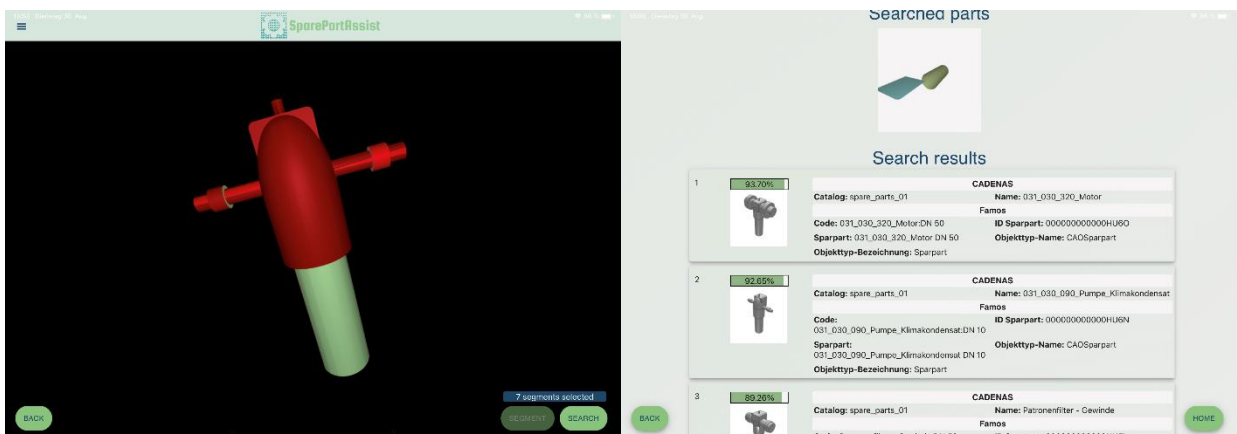 SparePartAssist
7 segments selected
BACK
SEGMENT
SEARCH
Searched parts
Search results
1
93.70%
CADENAS
Catalog: spare_parts_01
Name: 031_030_320_Motor
Famos
Code: 031_030_320_Motor:DN 50
ID Sparpart: 000000000000HU6O
Sparpart: 031_030_320_Motor DN 50
Objekttyp-Name: CAOSparpart
Objekttyp-Bezeichnung: Sparpart
2
92.65%
CADENAS
Catalog: spare_parts_01
Name: 031_030_090_Pumpe_Klimakondensat
Famos
Code:
031_030_090_Pumpe_Klimakondensat:DN 10
ID Sparpart: 000000000000HU6N
Sparpart:
031_030_090_Pumpe_Klimakondensat DN 10
Objekttyp-Name: CAOSparpart
Objekttyp-Bezeichnung: Sparpart
3
89.26%
CADENAS
Catalog: spare_parts_01
Name: Patronenfilter - Gewinde
Famos
BACK
HOME